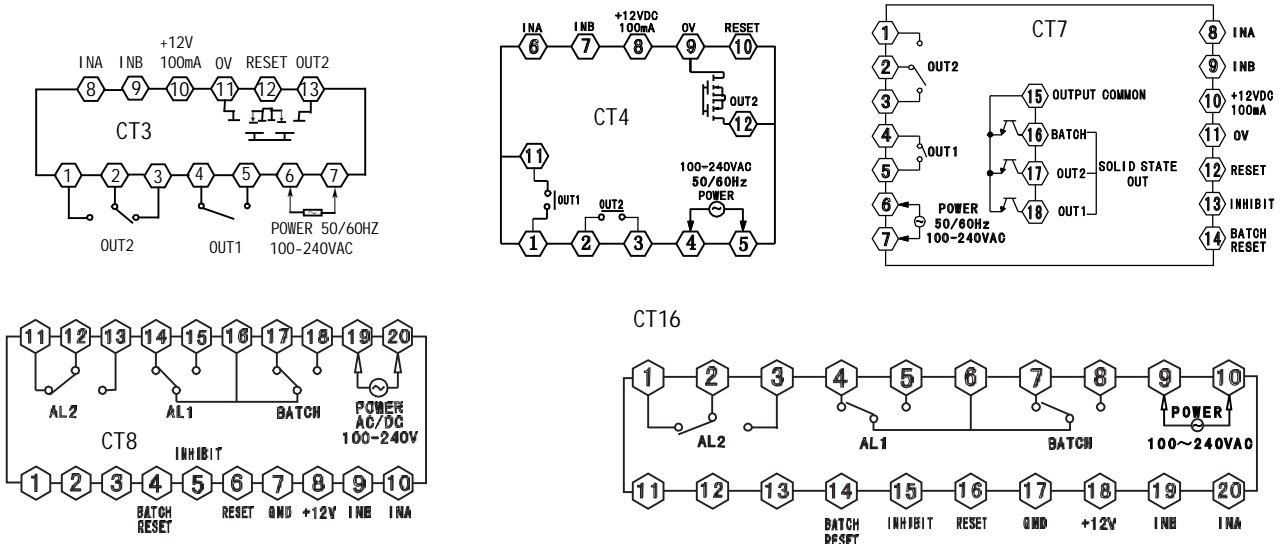 +12V
INA INB 100mA 0V RESET OUT2
8 9 10 11 12 13
CT3
1 2 3 4 5 6 7
OUT2 OUT1 POWER 50/60HZ
100-240VAC
+12VDC
INA INB 100mA 0V RESET
6 7 8 9 10
CT4
OUT2
12
11
100-240VAC
50/60Hz
POWER
OUT1 OUT2
1 2 3 4 5
CT7
1 8 INA
2 OUT2 9 INB
3 15 OUTPUT COMMON 10 +12VDC
100mA
4 16 BATCH 11 0V
OUT1 SOLID STATE
OUT
5 17 OUT2 12 RESET
6 18 OUT1 13 INHIBIT
POWER
50/60Hz
100-240VAC
7 14 BATCH
RESET
11 12 13 14 15 16 17 18 19 20
AL2 AL1 BATCH POWER
AC/DC
100-240V
CT8
INHIBIT
1 2 3 4 5 6 7 8 9 10
BATCH
RESET RESET GND +12V INB INA
CT16
1 2 3 4 5 6 7 8 9 10
POWER
AL2 AL1 BATCH 100~240VAC
11 12 13 14 15 16 17 18 19 20
BATCH
RESET INHIBIT RESET GND +12V INB INA